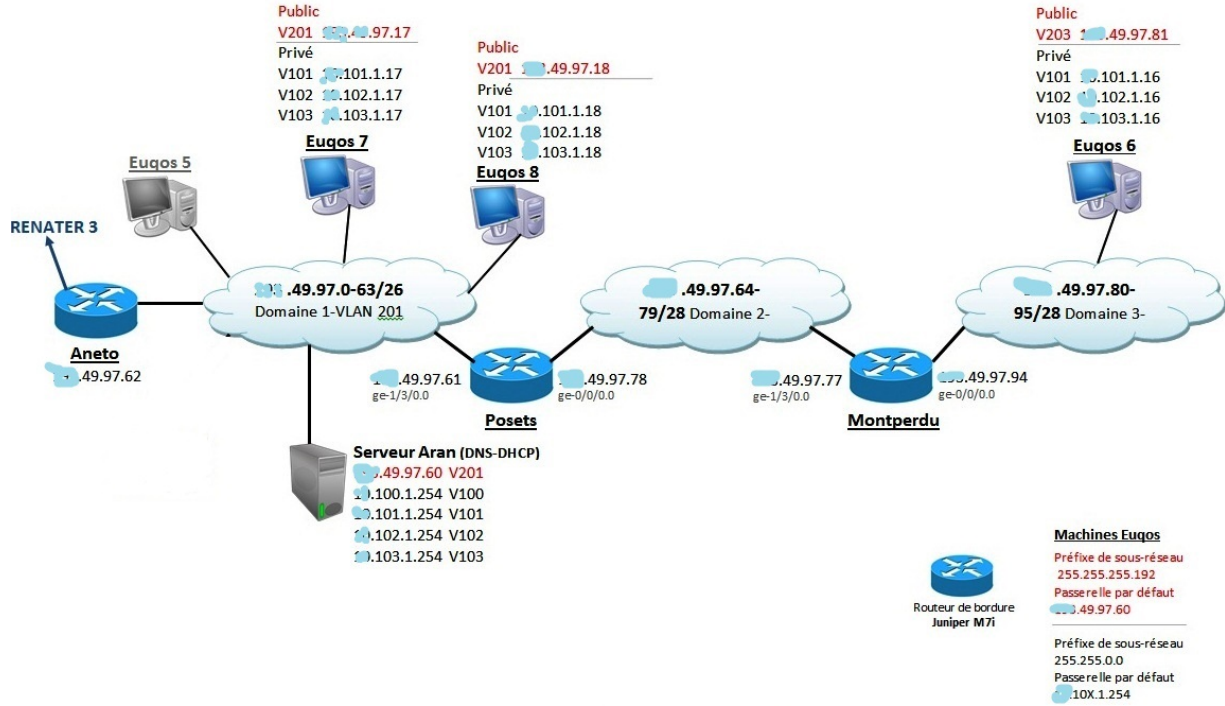 Public
V201 .49.97.17
Privé
V101 .101.1.17
V102 .102.1.17
V103 .103.1.17
Euqos 7
Public
V201 .49.97.18
Privé
V101 .101.1.18
V102 .102.1.18
V103 .103.1.18
Euqos 8
Public
V203 .49.97.81
Privé
V101 .101.1.16
V102 .102.1.16
V103 .103.1.16
Euqos 6
Euqos 5
RENATER 3
Aneto
.49.97.62
.49.97.0-63/26
Domaine 1-VLAN 201
.49.97.64-
79/28 Domaine 2-
.49.97.80-
95/28 Domaine 3-
.49.97.61
ge-1/3/0.0
.49.97.78
ge-0/0/0.0
Posets
.49.97.77
ge-1/3/0.0
.49.97.94
ge-0/0/0.0
Montperdu
Serveur Aran (DNS-DHCP)
.49.97.60 V201
.100.1.254 V100
.101.1.254 V101
.102.1.254 V102
.103.1.254 V103
Routeur de bordure
Juniper M7i
Machines Euqos
Préfixe de sous-réseau
255.255.255.192
Passerelle par défaut
.49.97.60
Préfixe de sous-réseau
255.255.0.0
Passerelle par défaut
.10X.1.254